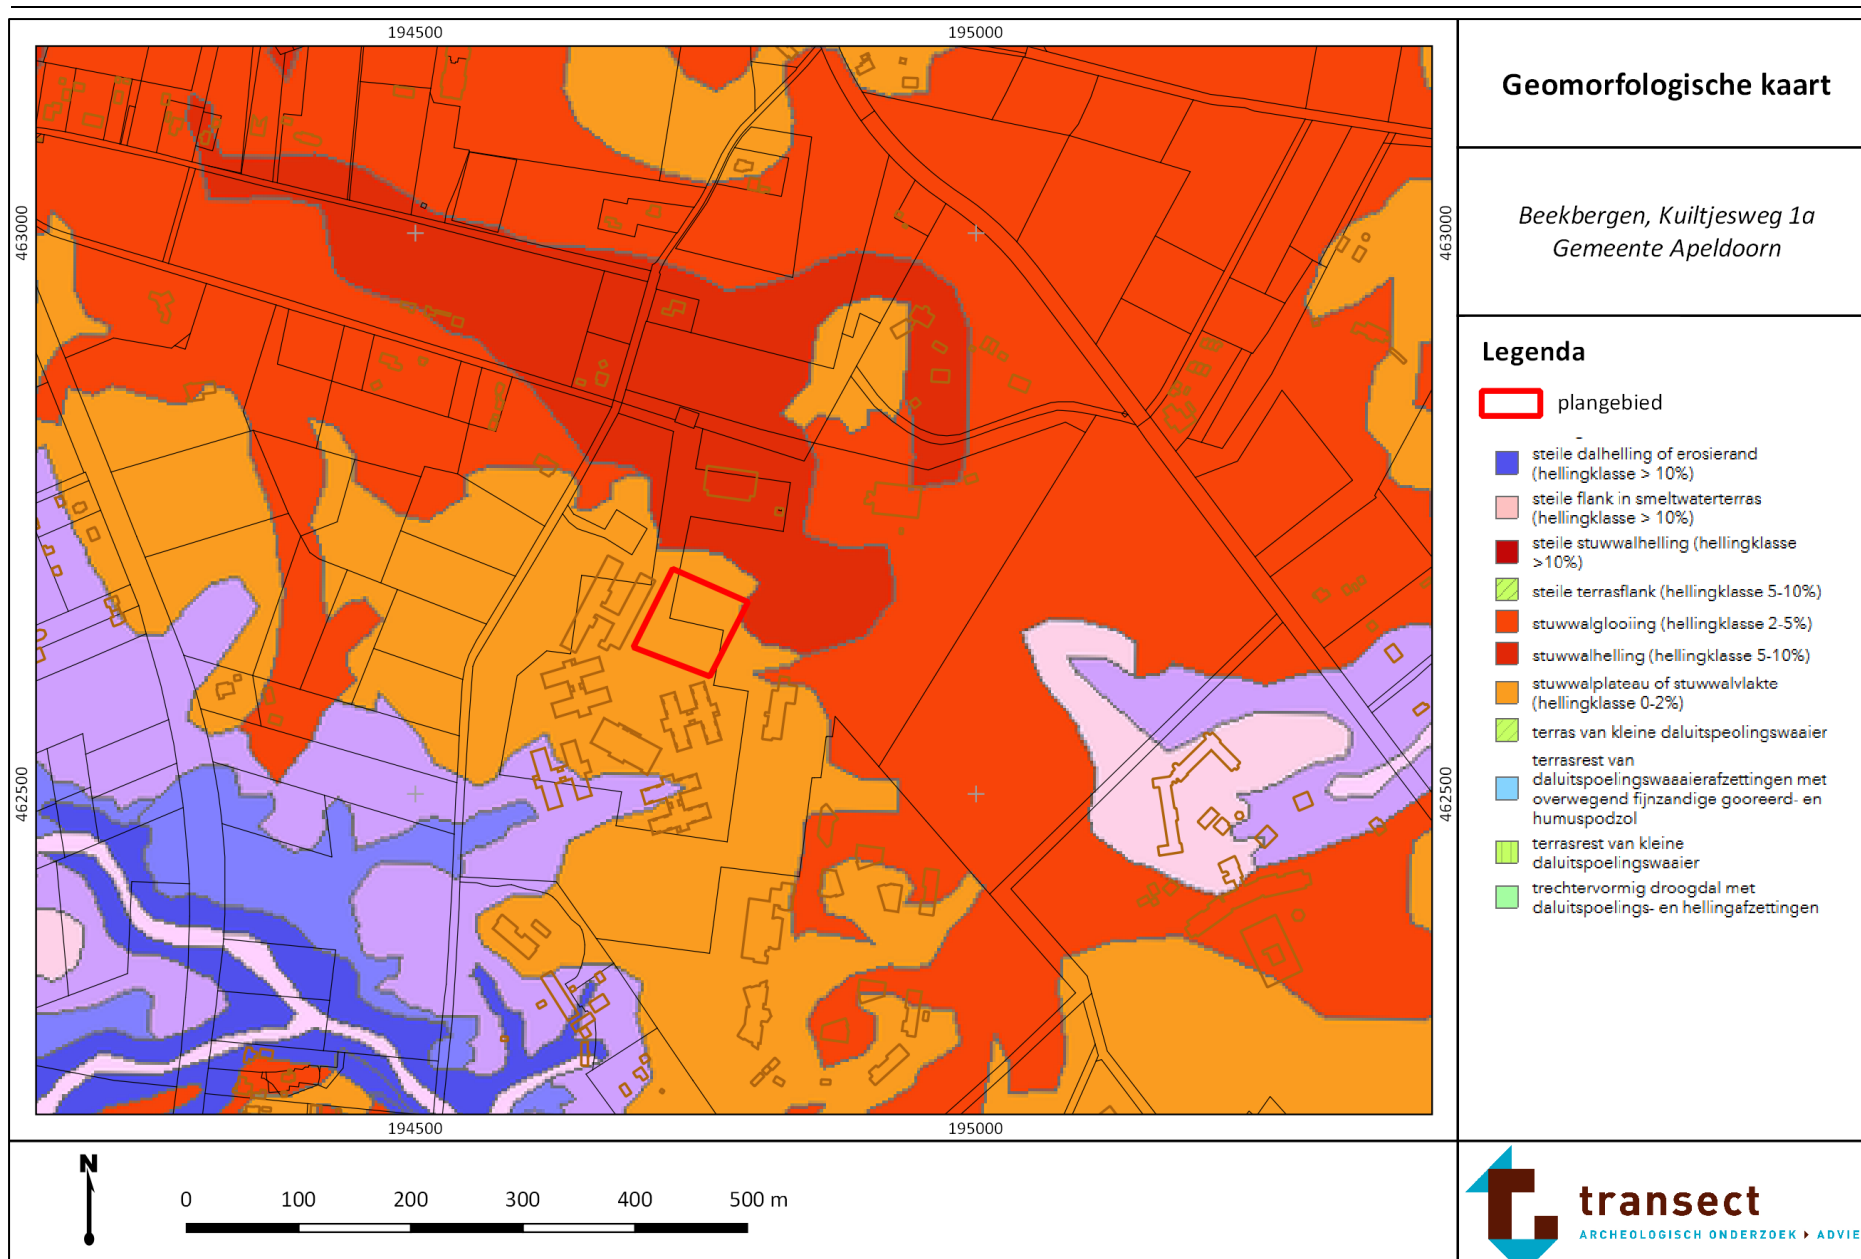 194500
195000
463000
463000
462500
462500
194500
195000
Geomorfologische kaart
Beekbergen, Kuiltjesweg 1a
Gemeente Apeldoorn
Legenda
plangebied
steile dalhelling of erosierand
(hellingklasse > 10%)
steile flank in smeltwaterterras
(hellingklasse > 10%)
steile stuwwalhelling (hellingklasse
>10%)
steile terrasflank (hellingklasse 5-10%)
stuwwalglooiing (hellingklasse 2-5%)
stuwwalhelling (hellingklasse 5-10%)
stuwwalplateau of stuwwalvlakte
(hellingklasse 0-2%)
terras van kleine daluitspeolingswaaier
terrasrest van
daluitspoelingswaaaierafzettingen met
overwegend fijnzandige gooreerd- en
humuspodzol
terrasrest van kleine
daluitspoelingswaaier
trechtervormig droogdal met
daluitspoelings- en hellingafzettingen
N
0 100 200 300 400 500 m
transect
ARCHEOLOGISCH ONDERZOEK ADVIE